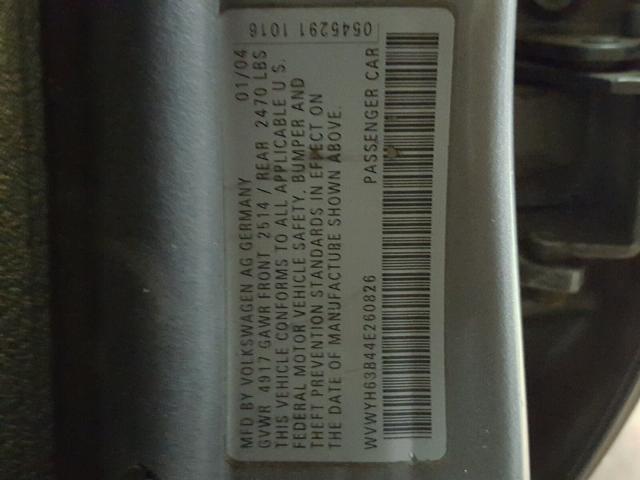 MFD BY VOLKSWAGEN AG GERMANY 01/04
GVWR 4917 GAWR FRONT 2514 / REAR 2470 LBS
THIS VEHICLE CONFORMS TO ALL APPLICABLE U.S.
FEDERAL MOTOR VEHICLE SAFETY, BUMPER AND
THEFT PREVENTION STANDARDS IN EFFECT ON
THE DATE OF MANUFACTURE SHOWN ABOVE.
WVWYH63B44E260826 PASSENGER CAR
0545291 1016